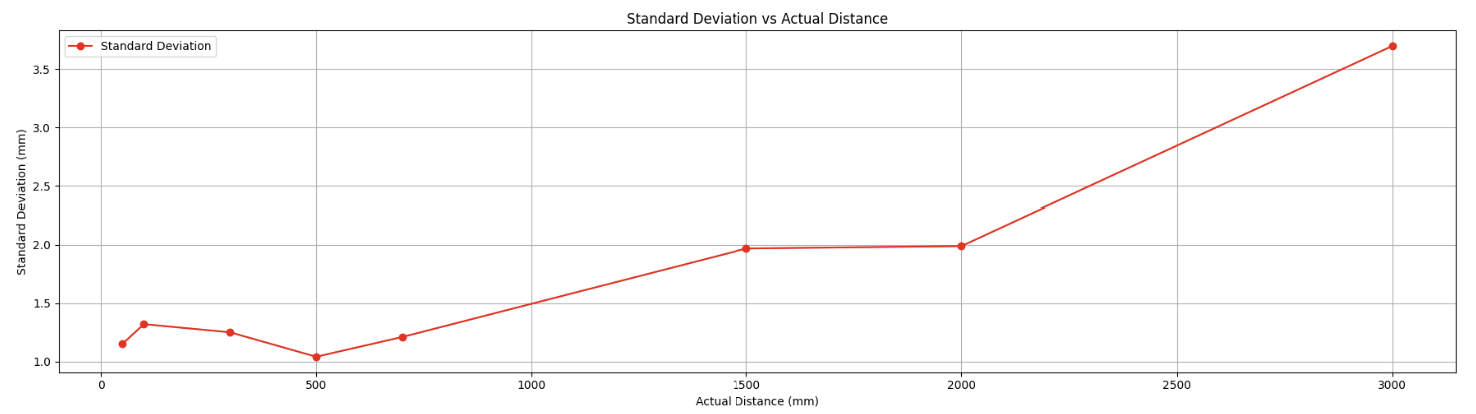 Standard Deviation vs Actual Distance
Standard Deviation
Standard Deviation (mm)
3.5
3.0
2.5
2.0
1.5
1.0
0 500 1000 1500 2000 2500 3000
Actual Distance (mm)